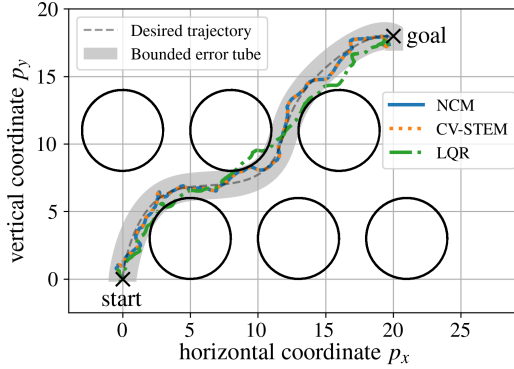 20
15
10
5
0
vertical coordinate p_y
Desired trajectory
Bounded error tube
goal
NCM
CV-STEM
LQR
start
0 5 10 15 20 25
horizontal coordinate p_x